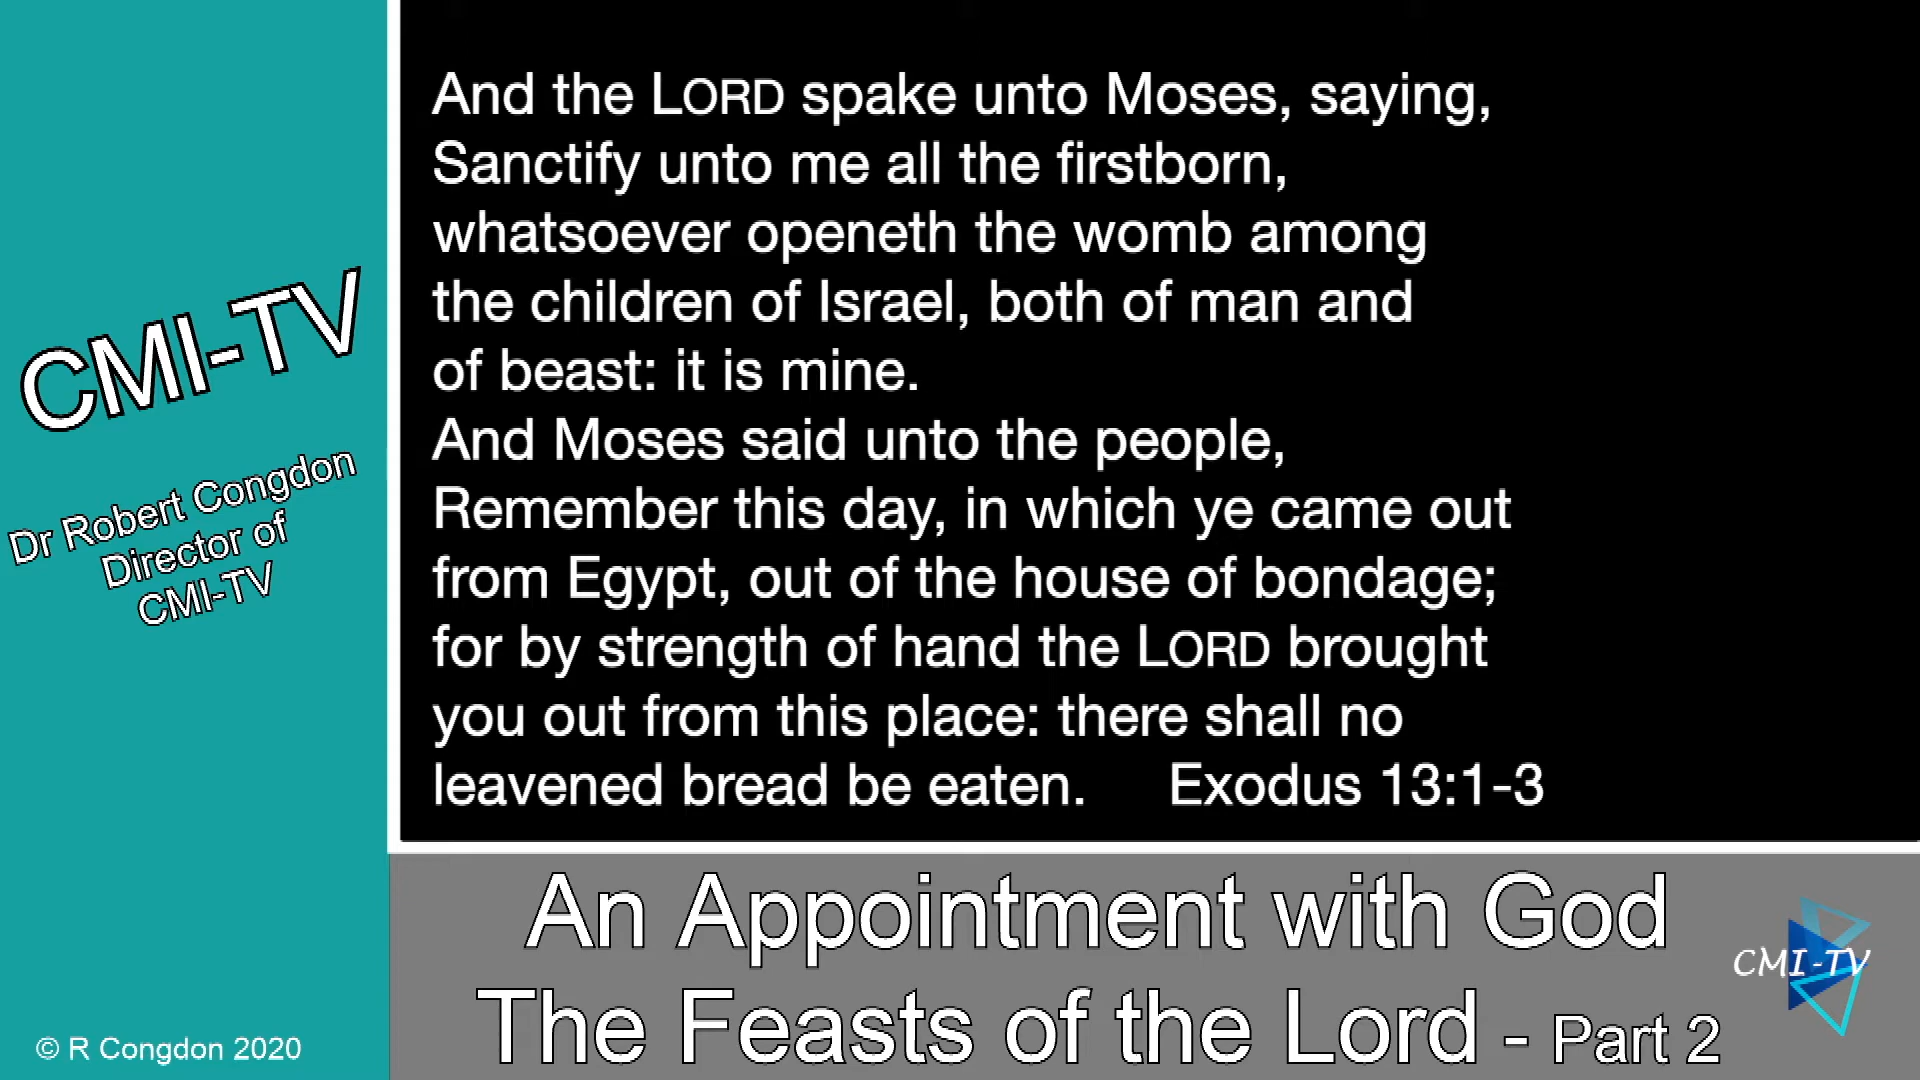 CMI-TV
Dr Robert Congdon
Director of
CMI-TV
© R Congdon 2020
And the LORD spake unto Moses, saying,
Sanctify unto me all the firstborn,
whatsoever openeth the womb among
the children of Israel, both of man and
of beast: it is mine.
And Moses said unto the people,
Remember this day, in which ye came out
from Egypt, out of the house of bondage;
for by strength of hand the LORD brought
you out from this place: there shall no
leavened bread be eaten. Exodus 13:1-3
An Appointment with God
The Feasts of the Lord - Part 2
CMI-TV